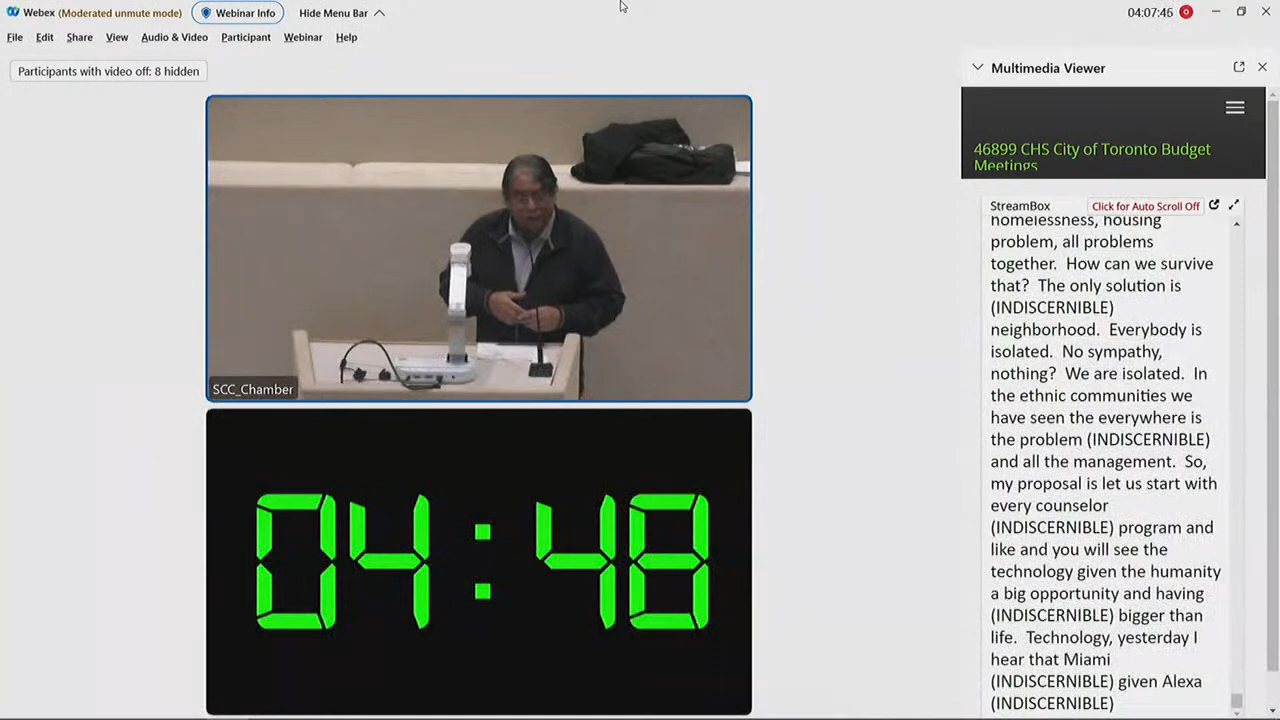 Webex (Moderated unmute mode) Webinar Info Hide Menu Bar 04:07:46
File Edit Share View Audio & Video Participant Webinar Help
Participants with video off: 8 hidden
Multimedia Viewer
46899 CHS City of Toronto Budget
Meetings
StreamBox Click for Auto Scroll Off
homelessness, housing
problem, all problems
together. How can we survive
that? The only solution is
(INDISCERNIBLE)
neighborhood. Everybody is
isolated. No sympathy,
nothing? We are isolated. In
the ethnic communities we
have seen the everywhere is
the problem (INDISCERNIBLE)
and all the management. So,
my proposal is let us start with
every counselor
(INDISCERNIBLE) program and
like and you will see the
technology given the humanity
a big opportunity and having
(INDISCERNIBLE) bigger than
life. Technology, yesterday I
hear that Miami
(INDISCERNIBLE) given Alexa
(INDISCERNIBLE)
SCC_Chamber
04:48